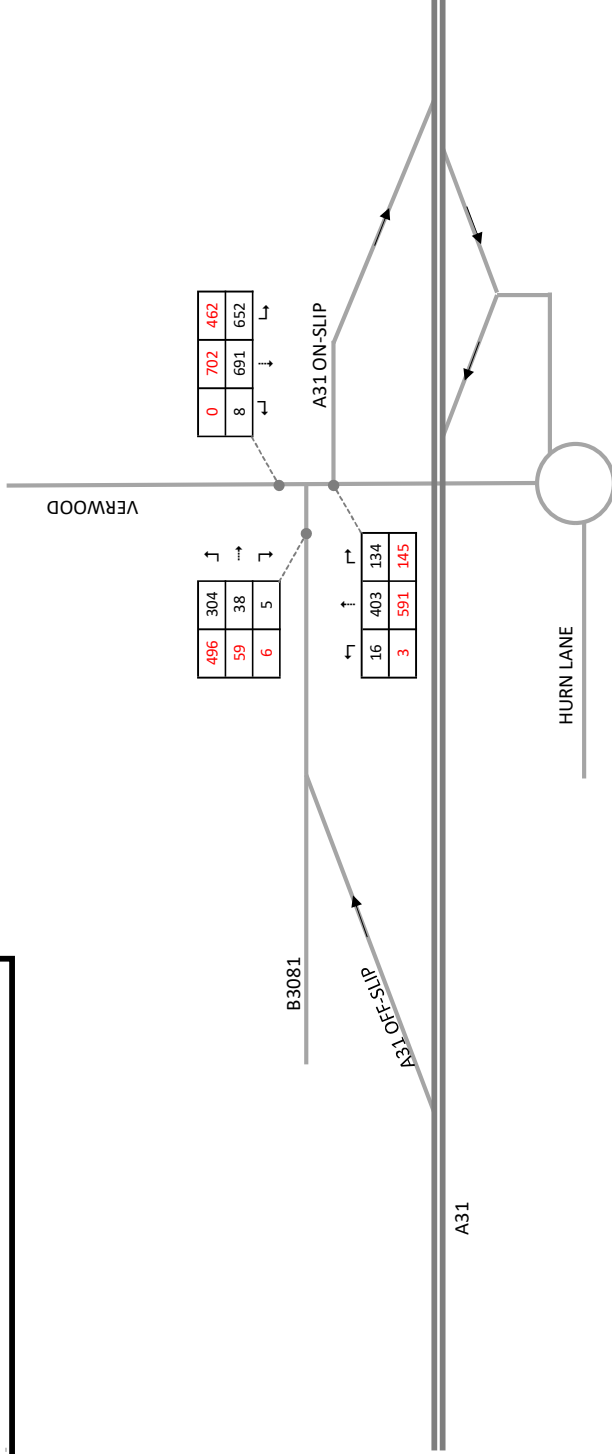 VERWOOD
0 702 462
8 691 652
A31 ON-SLIP
496 304
59 38
6 5
16 403 134
3 591 145
B3081
A31 OFF-SLIP
A31
HURN LANE